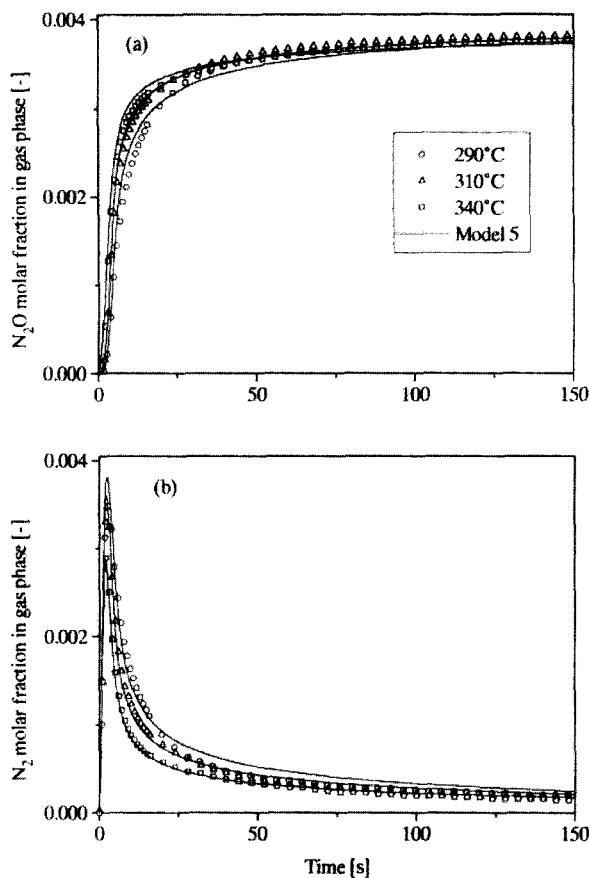 0.004
(a)
N₂O molar fraction in gas phase [-]
0.002
290°C
310°C
340°C
Model 5
0.000
0
50
100
150
0.004
(b)
N₂ molar fraction in gas phase [-]
0.002
0.000
0
50
100
150
Time [s]